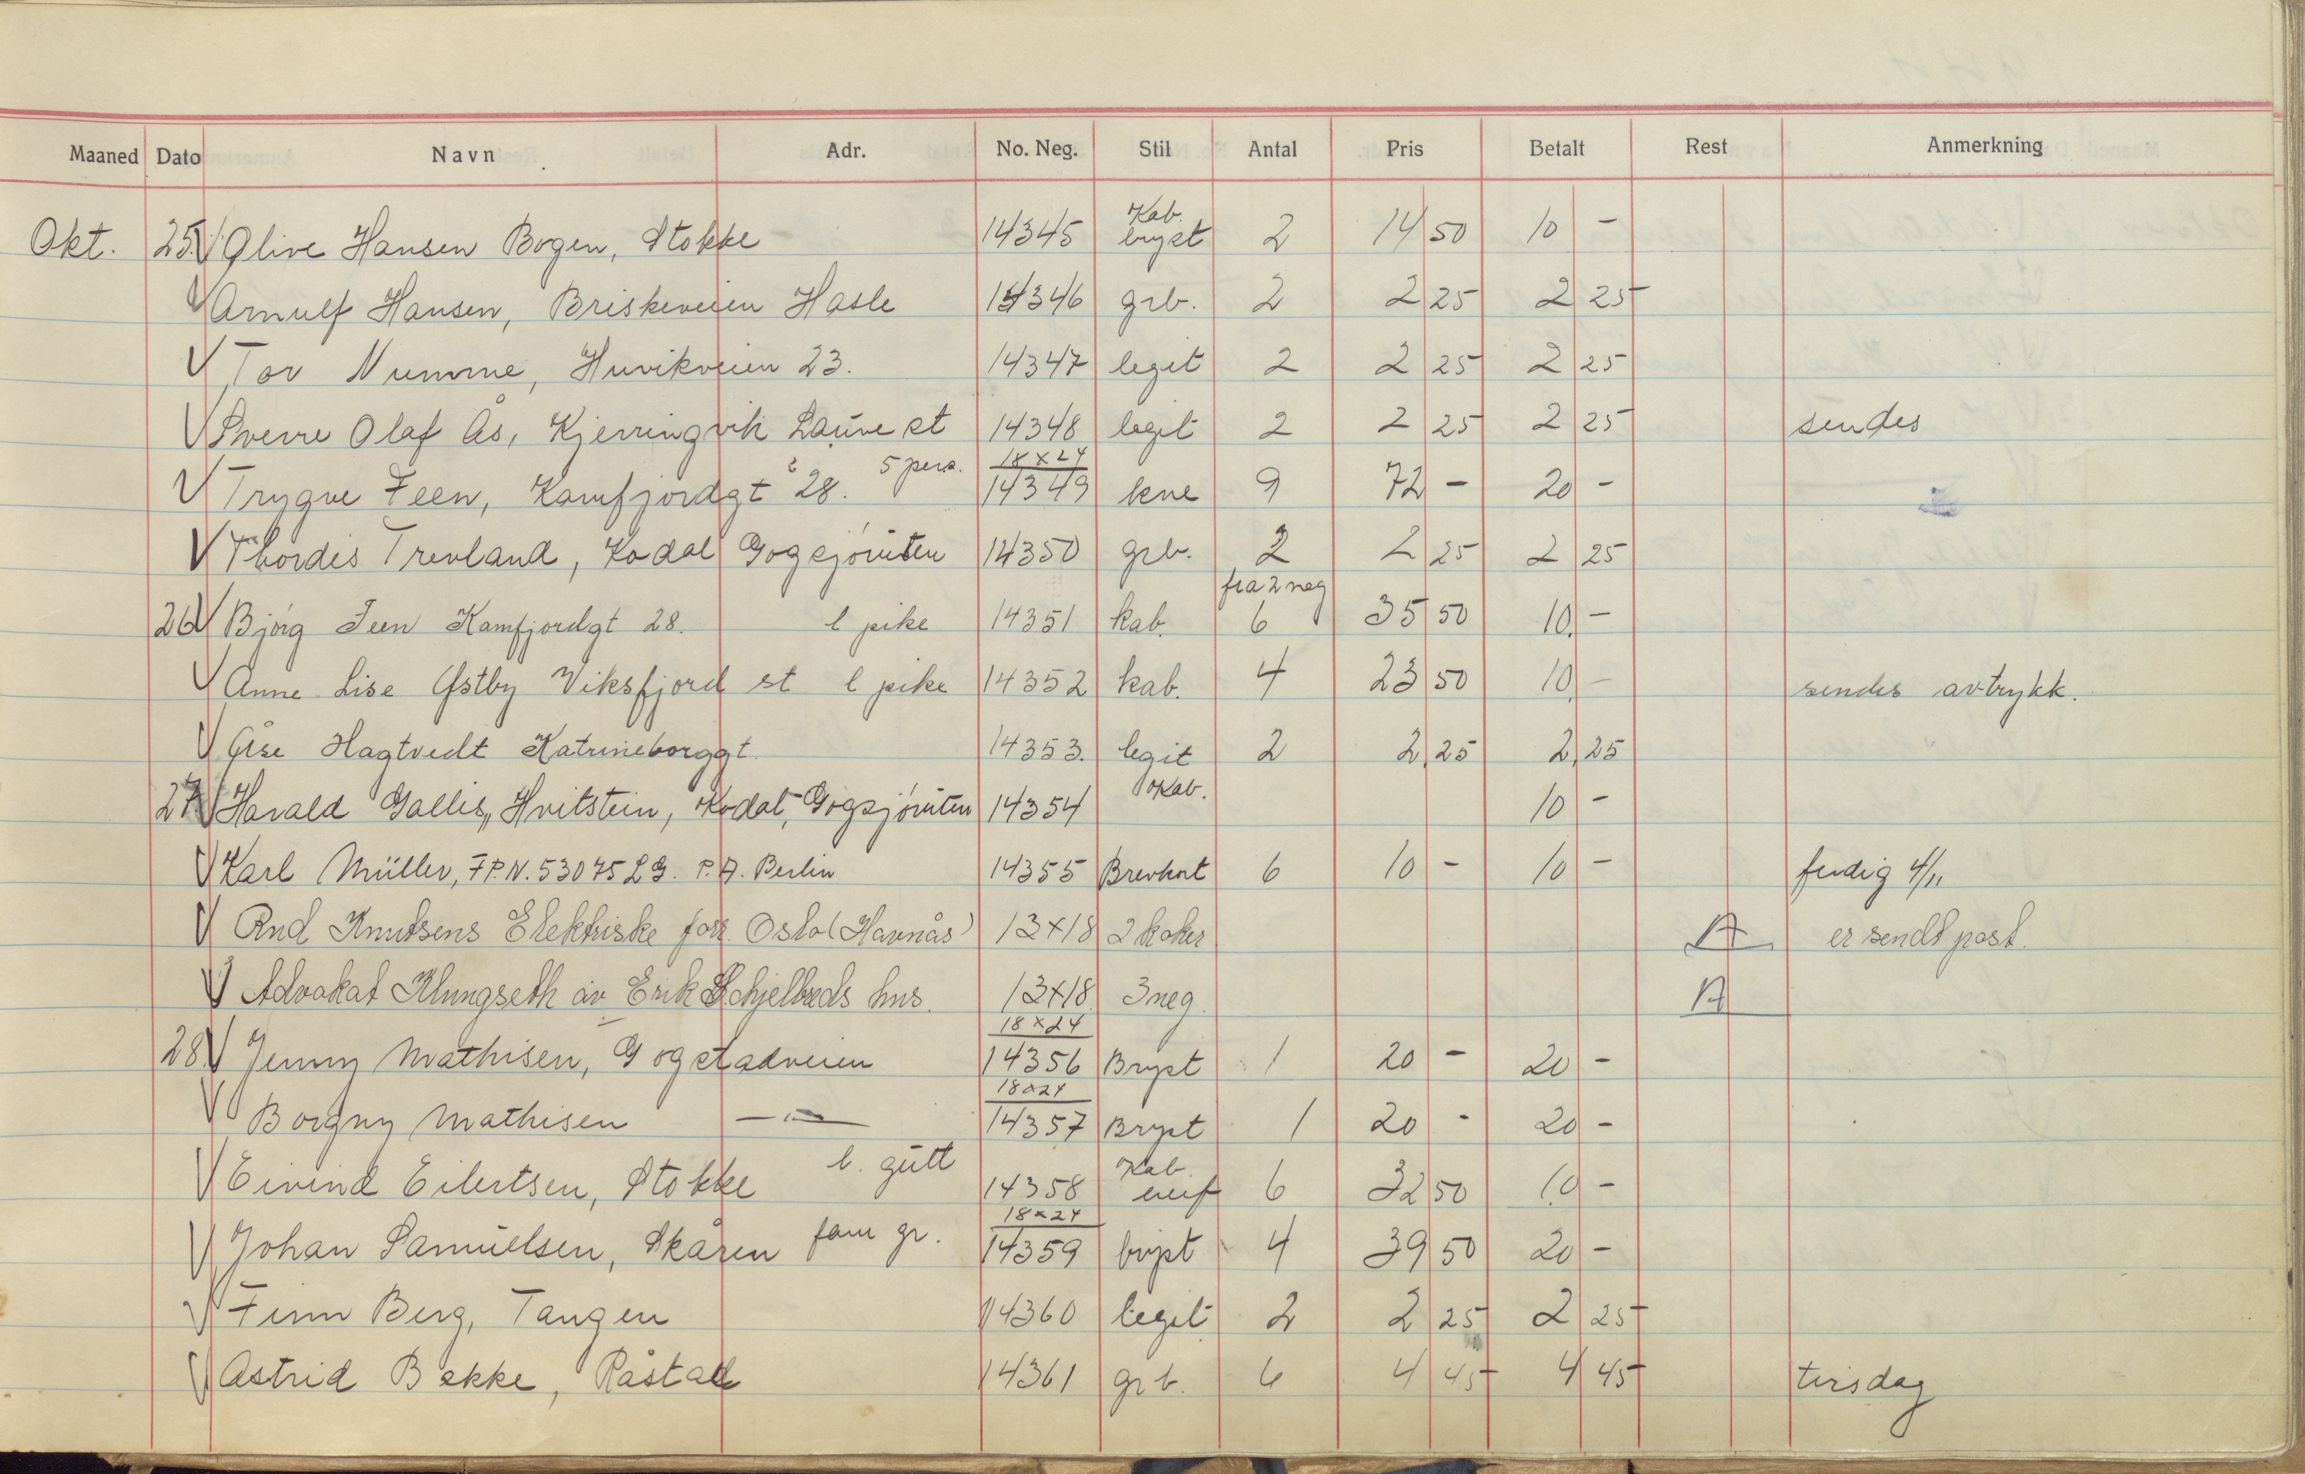 Maaned Dato Navn Adr. No. Neg. Stil Antal Pris Betalt Rest Anmerkning
Okt. 25. V Olive Hansen Bogen, Stokke 14345 Kab. bryst 2 14 50 10 -
V Arnulf Hansen, Briskeveien Hasle 14346 grb. 2 2 25 2 25
V Tor Numme, Huvikveien 23. 14347 legit 2 2 25 2 25
V Sverre Olaf Ås, Kjerringvik Lauve st 14348 legit 2 2 25 2 25 sendes
V Trygve Feen, Kamfjordgt 28. 5 pers. 18x24 14349 kne 9 72 - 20 -
V Thordis Trevland, Kodal Gogsjøruten 14350 grb. 2 2 25 2 25
26 V Bjørg Feen Kamfjordgt 28. l pike 14351 kab. fra 2 neg 6 35 50 10. -
V Anne Lise Østby Viksfjord st l pike 14352 kab. 4 23 50 10. - sendes avtrykk.
V Åse Hagtvedt Katrineborggt. 14353. legit 2 2,25 2,25
27. V Harald Gallis, Hvitstein, Kodal, Gogsjøruten 14354 Kab. 10 -
V Karl Müller, F.P.N. 53075 L.G. P.A. Berlin 14355 Brevkort 6 10 - 10 - ferdig 4/11
V Rud Knutsens Elektriske forr. Oslo (Havnås) 13x18 2 koker A er sendt post.
V Advokat Klungseth av Erik Schjelbreds hus. 13x18 3 neg. A
28 V Jenny Mathisen, Gogstadveien 18x24 14356 Bryst 1 20 - 20 -
V Borgny Mathisen —"— 18x24 14357 Bryst 1 20 - 20 -
V Eivind Eilertsen, Stokke l. gutt 14358 Kab. 6 32 50 10 -
V Johan Samuelsen, Skåren fam gr. 18x24 14359 bryst 4 39 50 20 -
V Finn Berg, Tangen 14360 legit 2 2 25 2 25
V Astrid Bekke, Råstad 14361 grb. 6 4 45 4 45 tirsdag